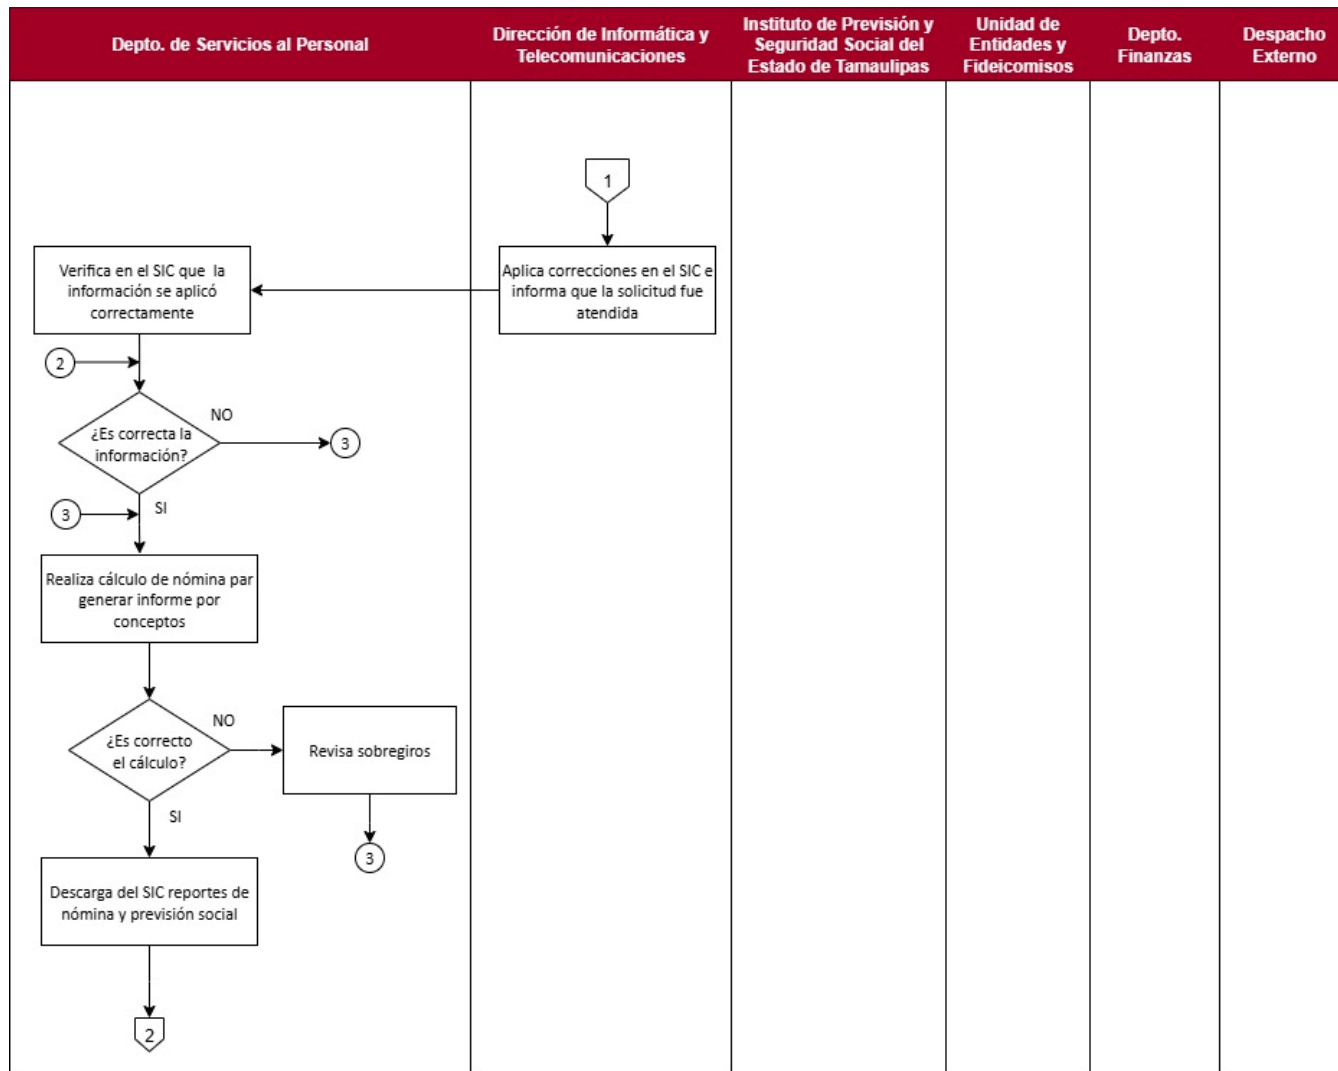 Depto. de Servicios al Personal
Dirección de Informática y
Telecomunicaciones
Instituto de Previsión y
Seguridad Social del
Estado de Tamaulipas
Unidad de
Entidades y
Fideicomisos
Depto.
Finanzas
Despacho
Externo
1
Verifica en el SIC que la
información se aplicó
correctamente
Aplica correcciones en el SIC e
informa que la solicitud fue
atendida
2
¿Es correcta la
información?
NO
3
SI
3
Realiza cálculo de nómina par
generar informe por
conceptos
¿Es correcto
el cálculo?
NO
Revisa sobregiros
SI
3
Descarga del SIC reportes de
nómina y previsión social
2